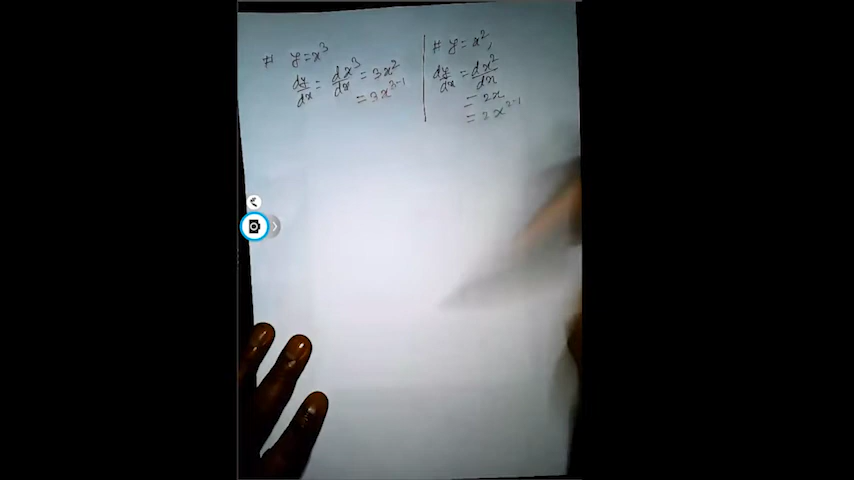 # y = x³
dy/dx = dx³/dx = 3x²
= 3x³⁻¹
# y = x²,
dy/dx = dx²/dx
= 2x
= 2x²⁻¹